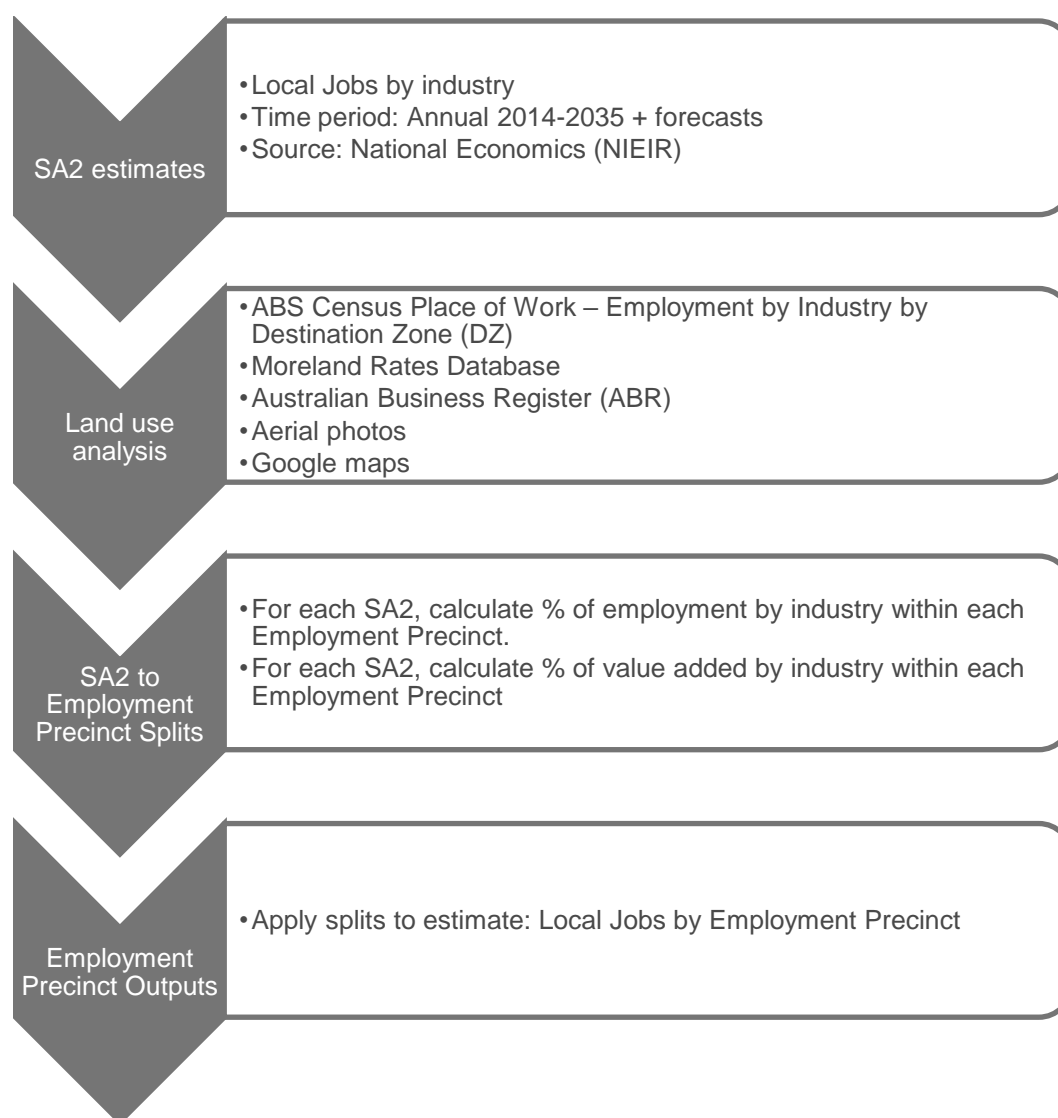 SA2 estimates
•Local Jobs by industry
•Time period: Annual 2014-2035 + forecasts
•Source: National Economics (NIEIR)
Land use
analysis
•ABS Census Place of Work – Employment by Industry by
Destination Zone (DZ)
•Moreland Rates Database
•Australian Business Register (ABR)
•Aerial photos
•Google maps
SA2 to
Employment
Precinct Splits
•For each SA2, calculate % of employment by industry within each
Employment Precinct.
•For each SA2, calculate % of value added by industry within each
Employment Precinct
Employment
Precinct Outputs
•Apply splits to estimate: Local Jobs by Employment Precinct